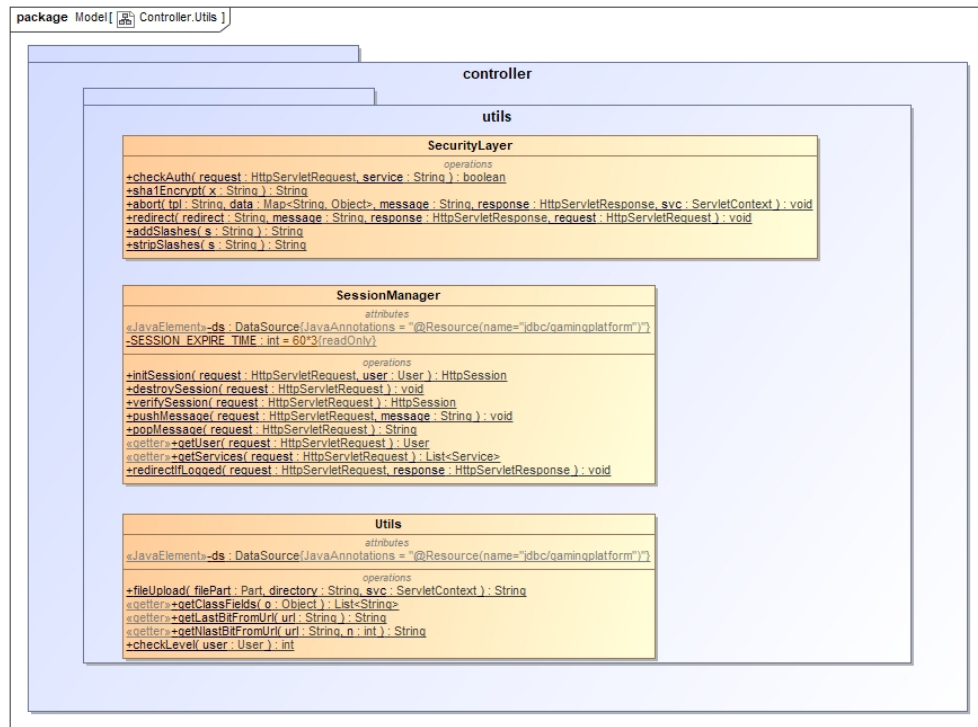 package Model[ Controller.Utils ]
controller
utils
SecurityLayer
operations
+checkAuth( request : HttpServletRequest, service : String ) : boolean
+sha1Encrypt( x : String ) : String
+abort( tpl : String, data : Map<String, Object>, message : String, response : HttpServletResponse, svc : ServletContext ) : void
+redirect( redirect : String, message : String, response : HttpServletResponse, request : HttpServletRequest ) : void
+addSlashes( s : String ) : String
+stripSlashes( s : String ) : String
SessionManager
attributes
«JavaElement»-ds : DataSource{JavaAnnotations = "@Resource(name="jdbc/gamingplatform")"}
-SESSION_EXPIRE_TIME : int = 60*3{readOnly}
operations
+initSession( request : HttpServletRequest, user : User ) : HttpSession
+destroySession( request : HttpServletRequest ) : void
+verifySession( request : HttpServletRequest ) : HttpSession
+pushMessage( request : HttpServletRequest, message : String ) : void
+popMessage( request : HttpServletRequest ) : String
«getter»+getUser( request : HttpServletRequest ) : User
«getter»+getServices( request : HttpServletRequest ) : List<Service>
+redirectIfLogged( request : HttpServletRequest, response : HttpServletResponse ) : void
Utils
attributes
«JavaElement»-ds : DataSource{JavaAnnotations = "@Resource(name="jdbc/gamingplatform")"}
operations
+fileUpload( filePart : Part, directory : String, svc : ServletContext ) : String
«getter»+getClassFields( o : Object ) : List<String>
«getter»+getLastBitFromUrl( url : String ) : String
«getter»+getNlastBitFromUrl( url : String, n : int ) : String
+checkLevel( user : User ) : int